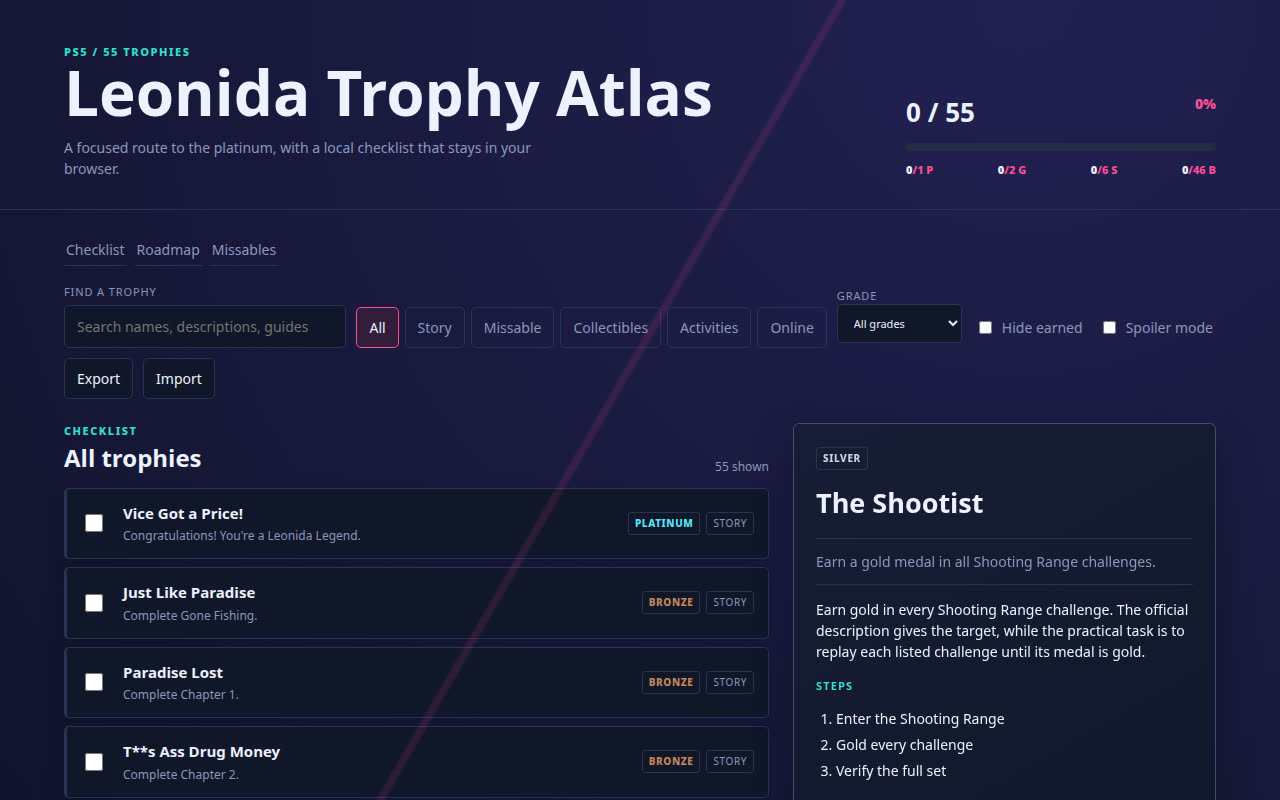 PS5 / 55 TROPHIES
Leonida Trophy Atlas
A focused route to the platinum, with a local checklist that stays in your
browser.
0 / 55
0%
0/1 P
0/2 G
0/6 S
0/46 B
Checklist
Roadmap
Missables
FIND A TROPHY
Search names, descriptions, guides
All
Story
Missable
Collectibles
Activities
Online
GRADE
All grades
Hide earned
Spoiler mode
Export
Import
CHECKLIST
All trophies
55 shown
Vice Got a Price!
Congratulations! You're a Leonida Legend.
PLATINUM
STORY
Just Like Paradise
Complete Gone Fishing.
BRONZE
STORY
Paradise Lost
Complete Chapter 1.
BRONZE
STORY
T**s Ass Drug Money
Complete Chapter 2.
BRONZE
STORY
SILVER
The Shootist
Earn a gold medal in all Shooting Range challenges.
Earn gold in every Shooting Range challenge. The official
description gives the target, while the practical task is to
replay each listed challenge until its medal is gold.
STEPS
1. Enter the Shooting Range
2. Gold every challenge
3. Verify the full set